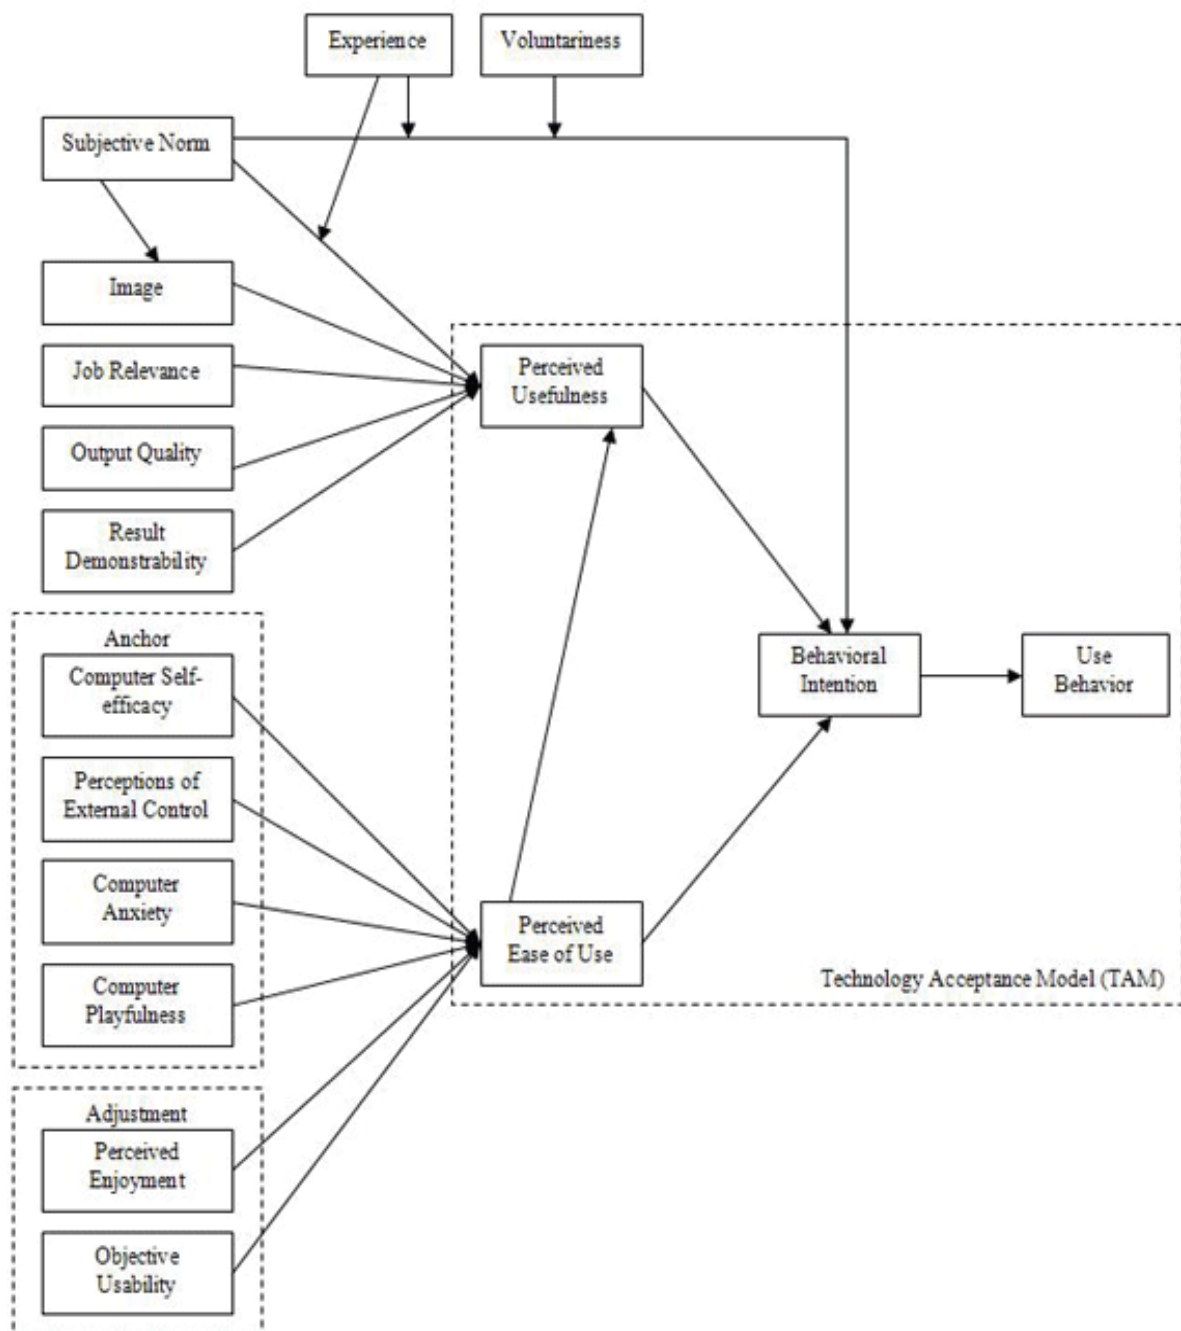 Experience
Voluntariness
Subjective Norm
Image
Job Relevance
Output Quality
Result
Demonstrability
Perceived
Usefulness
Anchor
Computer Self-
efficacy
Perceptions of
External Control
Computer
Anxiety
Computer
Playfulness
Behavioral
Intention
Use
Behavior
Perceived
Ease of Use
Technology Acceptance Model (TAM)
Adjustment
Perceived
Enjoyment
Objective
Usability